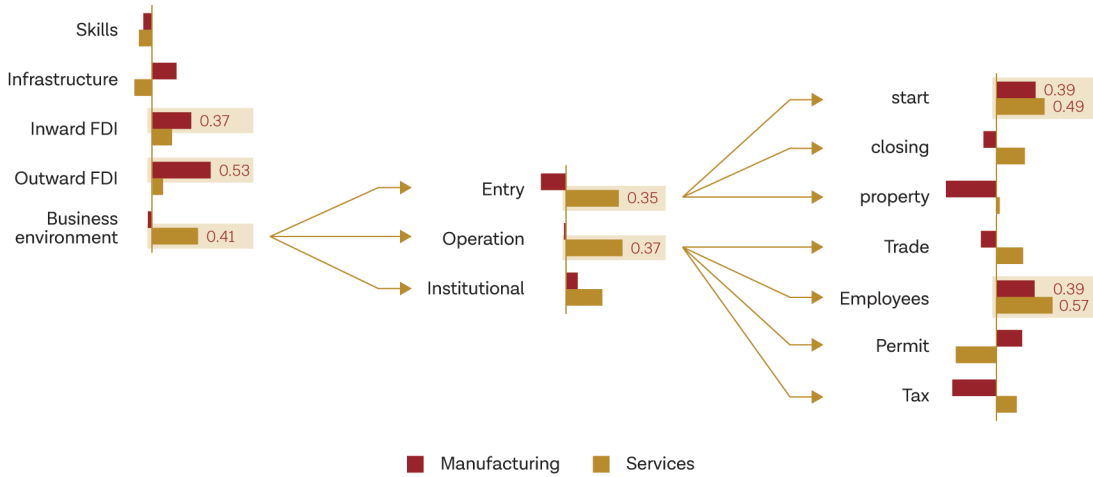 Skills
Infrastructure
Inward FDI
0.37
Outward FDI
0.53
Business
environment
0.41
Entry
0.35
Operation
0.37
Institutional
start
0.39
0.49
closing
property
Trade
Employees
0.39
0.57
Permit
Tax
Manufacturing
Services